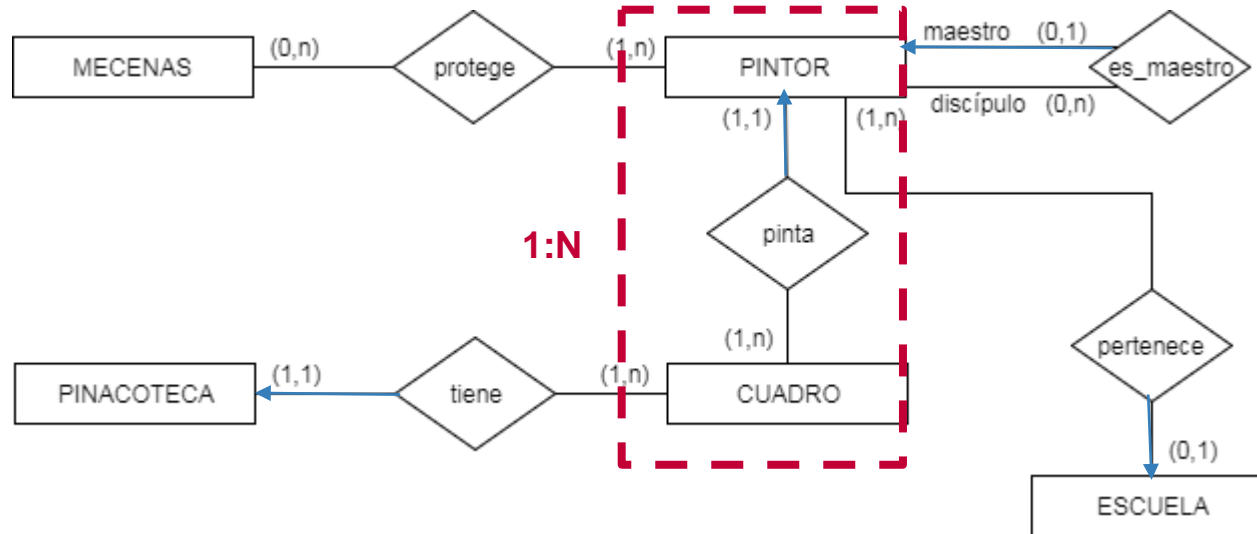 MECENAS (0,n) protege (1,n) PINTOR maestro (0,1)
es_maestro
discípulo (0,n)
(1,1) (1,n)
pinta
1:N
(1,n)
PINACOTECA (1,1) tiene (1,n) CUADRO
pertenece
(0,1)
ESCUELA